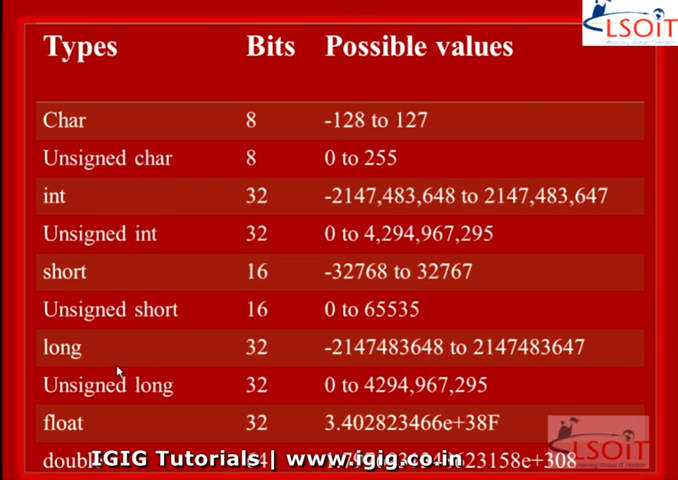 LSOiT
Types Bits Possible values
Char 8 -128 to 127
Unsigned char 8 0 to 255
int 32 -2147,483,648 to 2147,483,647
Unsigned int 32 0 to 4,294,967,295
short 16 -32768 to 32767
Unsigned short 16 0 to 65535
long 32 -2147483648 to 2147483647
Unsigned long 32 0 to 4294,967,295
float 32 3.402823466e+38F
LSOiT
IGIG Tutorials| www.igig.co.in